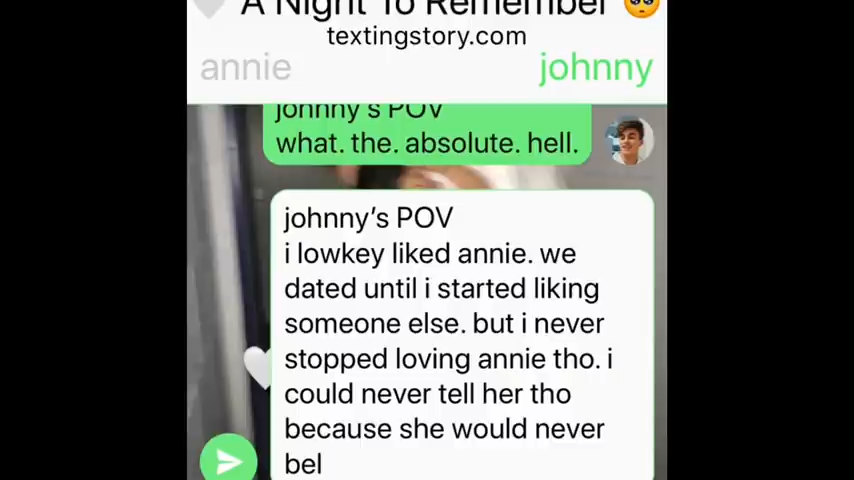 A Night To Remember 🥺
textingstory.com
annie
johnny
johnny's POV
what. the. absolute. hell.
johnny’s POV
i lowkey liked annie. we
dated until i started liking
someone else. but i never
stopped loving annie tho. i
could never tell her tho
because she would never
bel